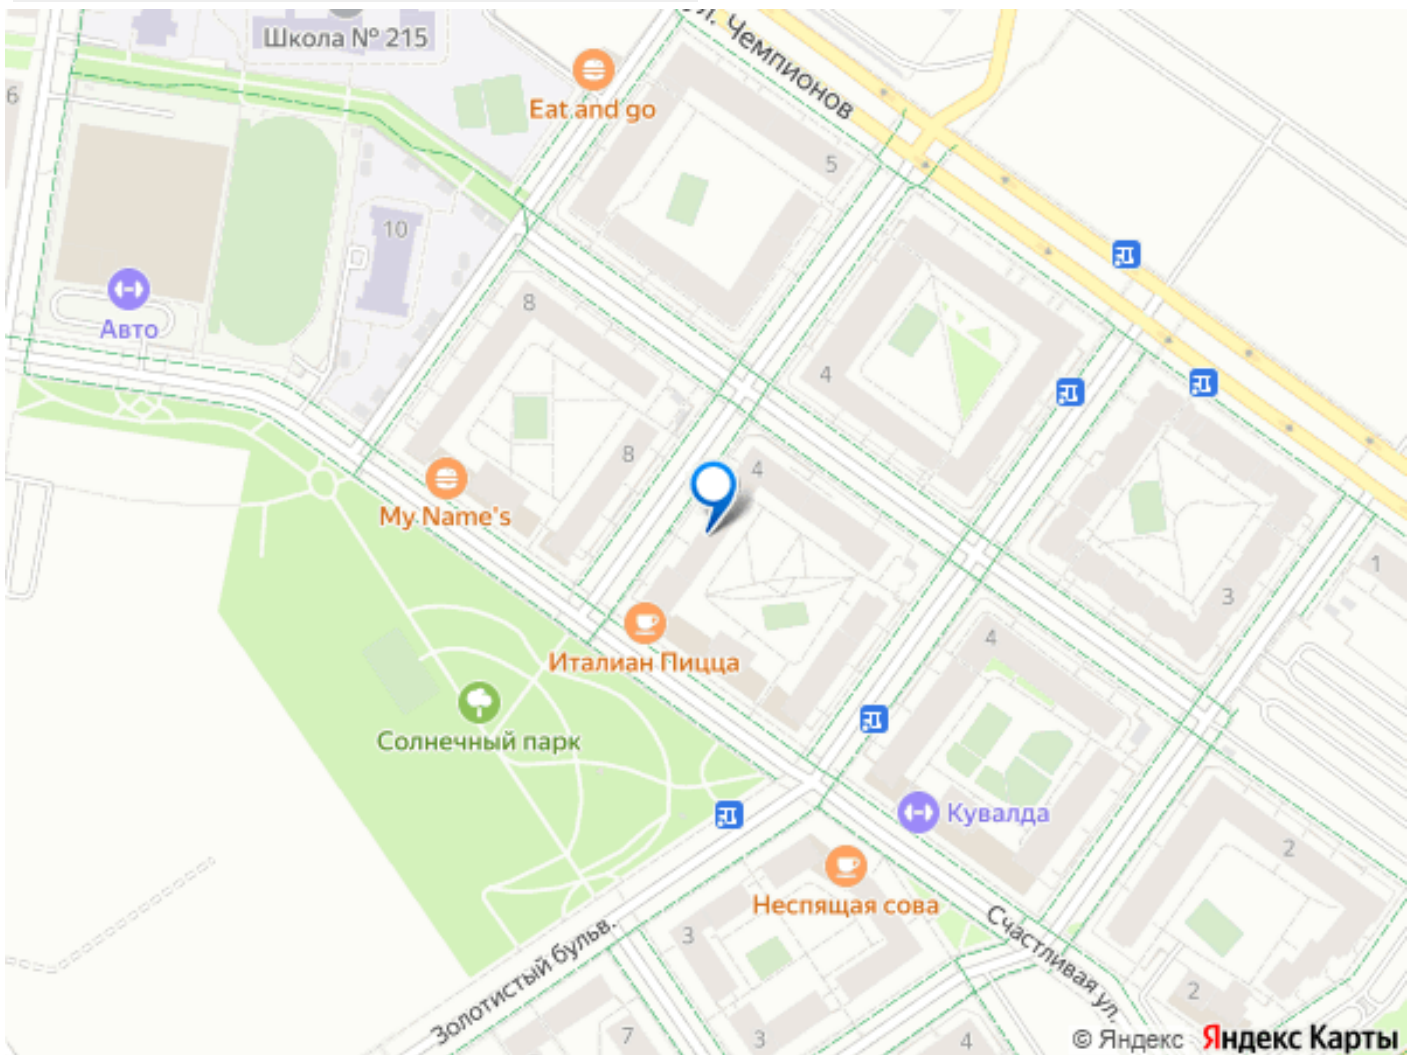 Школа № 215
ул. Чемпионов
6
Eat and go
5
10
Авто
8
4
8
4
My Name's
1
3
4
Италиан Пицца
Солнечный парк
Кувалда
2
Неспящая сова
3
Счастливая ул.
Золотистый бульв.
2
7
3
4
© Яндекс Яндекс Карты